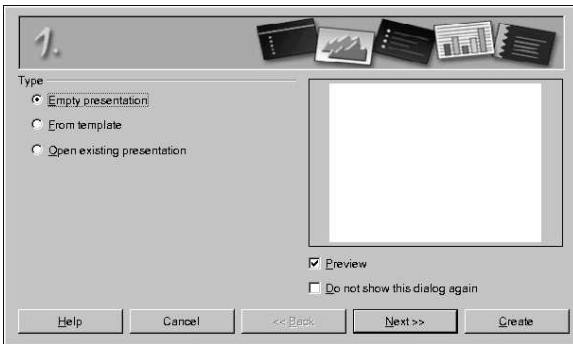 1.
Type
Empty presentation
From template
Open existing presentation
Preview
Do not show this dialog again
Help Cancel << Back Next >> Create